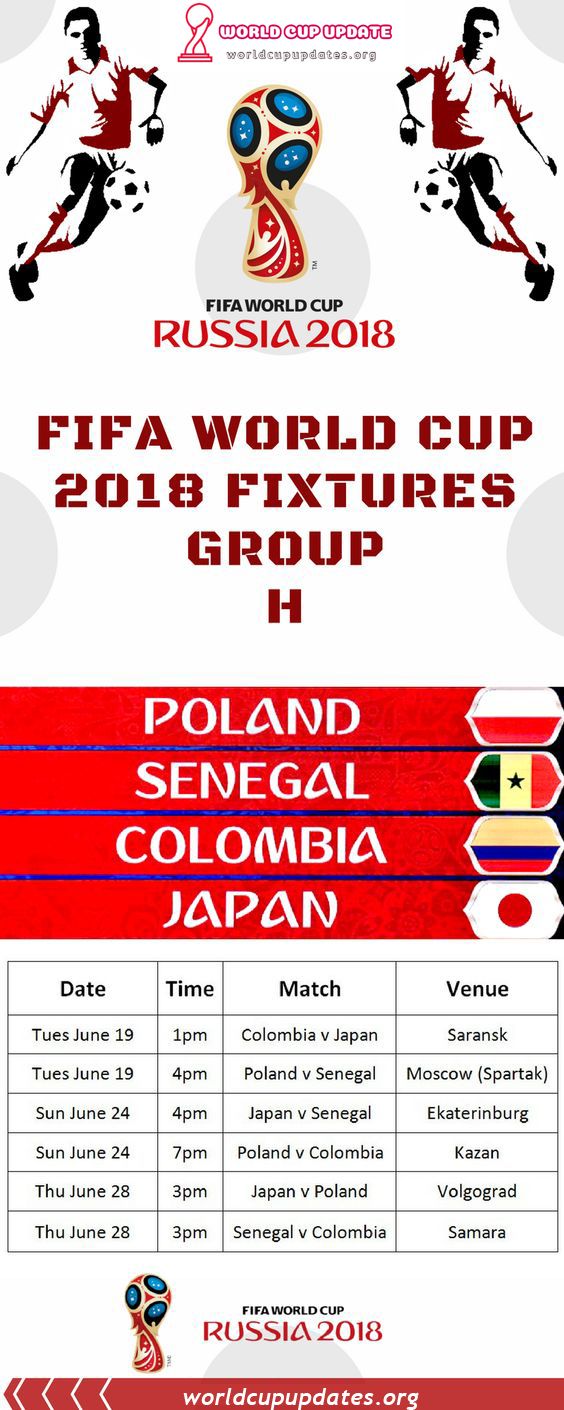 WORLD CUP UPDATE
worldcupupdates.org
TM
FIFA WORLD CUP
RUSSIA 2018
FIFA WORLD CUP
2018 FIXTURES
GROUP
H
POLAND
SENEGAL
COLOMBIA
JAPAN
Date Time Match Venue
Tues June 19 1pm Colombia v Japan Saransk
Tues June 19 4pm Poland v Senegal Moscow (Spartak)
Sun June 24 4pm Japan v Senegal Ekaterinburg
Sun June 24 7pm Poland v Colombia Kazan
Thu June 28 3pm Japan v Poland Volgograd
Thu June 28 3pm Senegal v Colombia Samara
FIFA WORLD CUP
RUSSIA 2018
TM
worldcupupdates.org